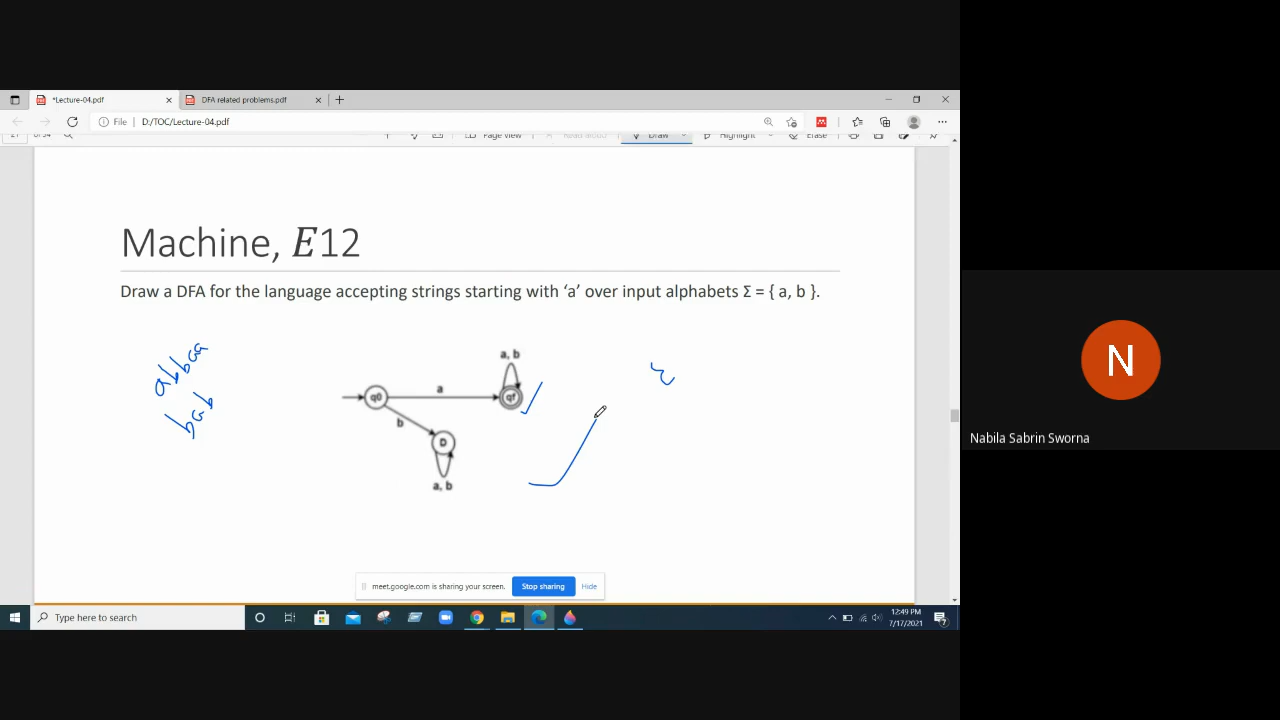 *Lecture-04.pdf
DFA related problems.pdf
File D:/TOC/Lecture-04.pdf
Page view
Draw
Highlight
Erase
Machine, E12
Draw a DFA for the language accepting strings starting with ‘a’ over input alphabets Σ = { a, b }.
abbaa
bab
a, b
q0
a
qf
ε
b
D
a, b
N
Nabila Sabrin Sworna
meet.google.com is sharing your screen.
Stop sharing
Hide
Type here to search
12:49 PM
7/17/2021